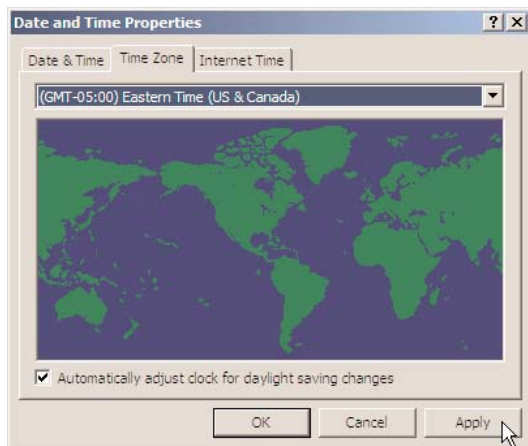 Date and Time Properties
Date & Time Time Zone Internet Time
(GMT-05:00) Eastern Time (US & Canada)
Automatically adjust clock for daylight saving changes
OK Cancel Apply